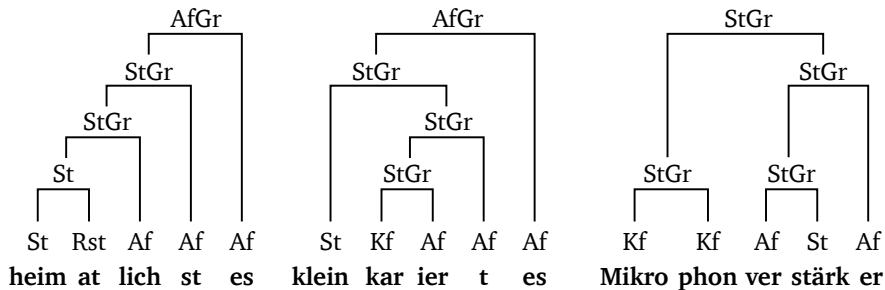 AfGr AfGr StGr
StGr StGr StGr
StGr StGr
St StGr StGr StGr
St Rst Af Af Af St Kf Af Af Af Kf Kf Af St Af
heim at lich st es klein kar ier t es Mikro phon ver stärk er